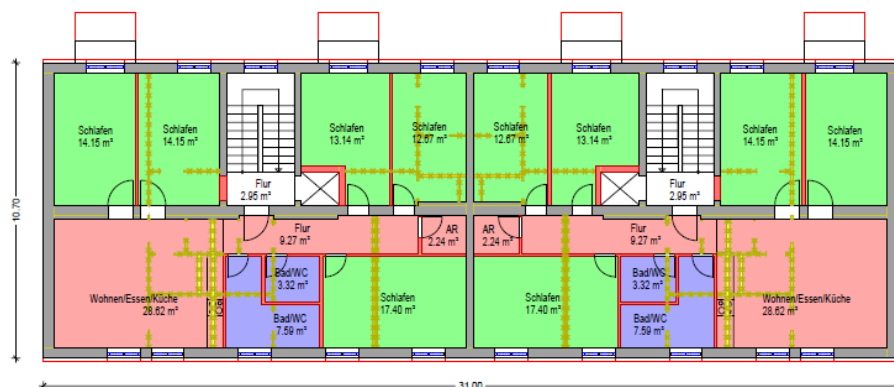 Schlafen
14.15 m²
Schlafen
14.15 m²
Schlafen
13.14 m²
Schlafen
12.67 m²
Schlafen
12.67 m²
Schlafen
13.14 m²
Schlafen
14.15 m²
Schlafen
14.15 m²
Flur
2.95 m²
Flur
2.95 m²
10.70
Flur
9.27 m²
AR
2.24 m²
AR
2.24 m²
Flur
9.27 m²
Wohnen/Essen/Küche
28.62 m²
Bad/WC
3.32 m²
Bad/WC
7.59 m²
Schlafen
17.40 m²
Schlafen
17.40 m²
Bad/WC
3.32 m²
Bad/WC
7.59 m²
Wohnen/Essen/Küche
28.62 m²
31.00